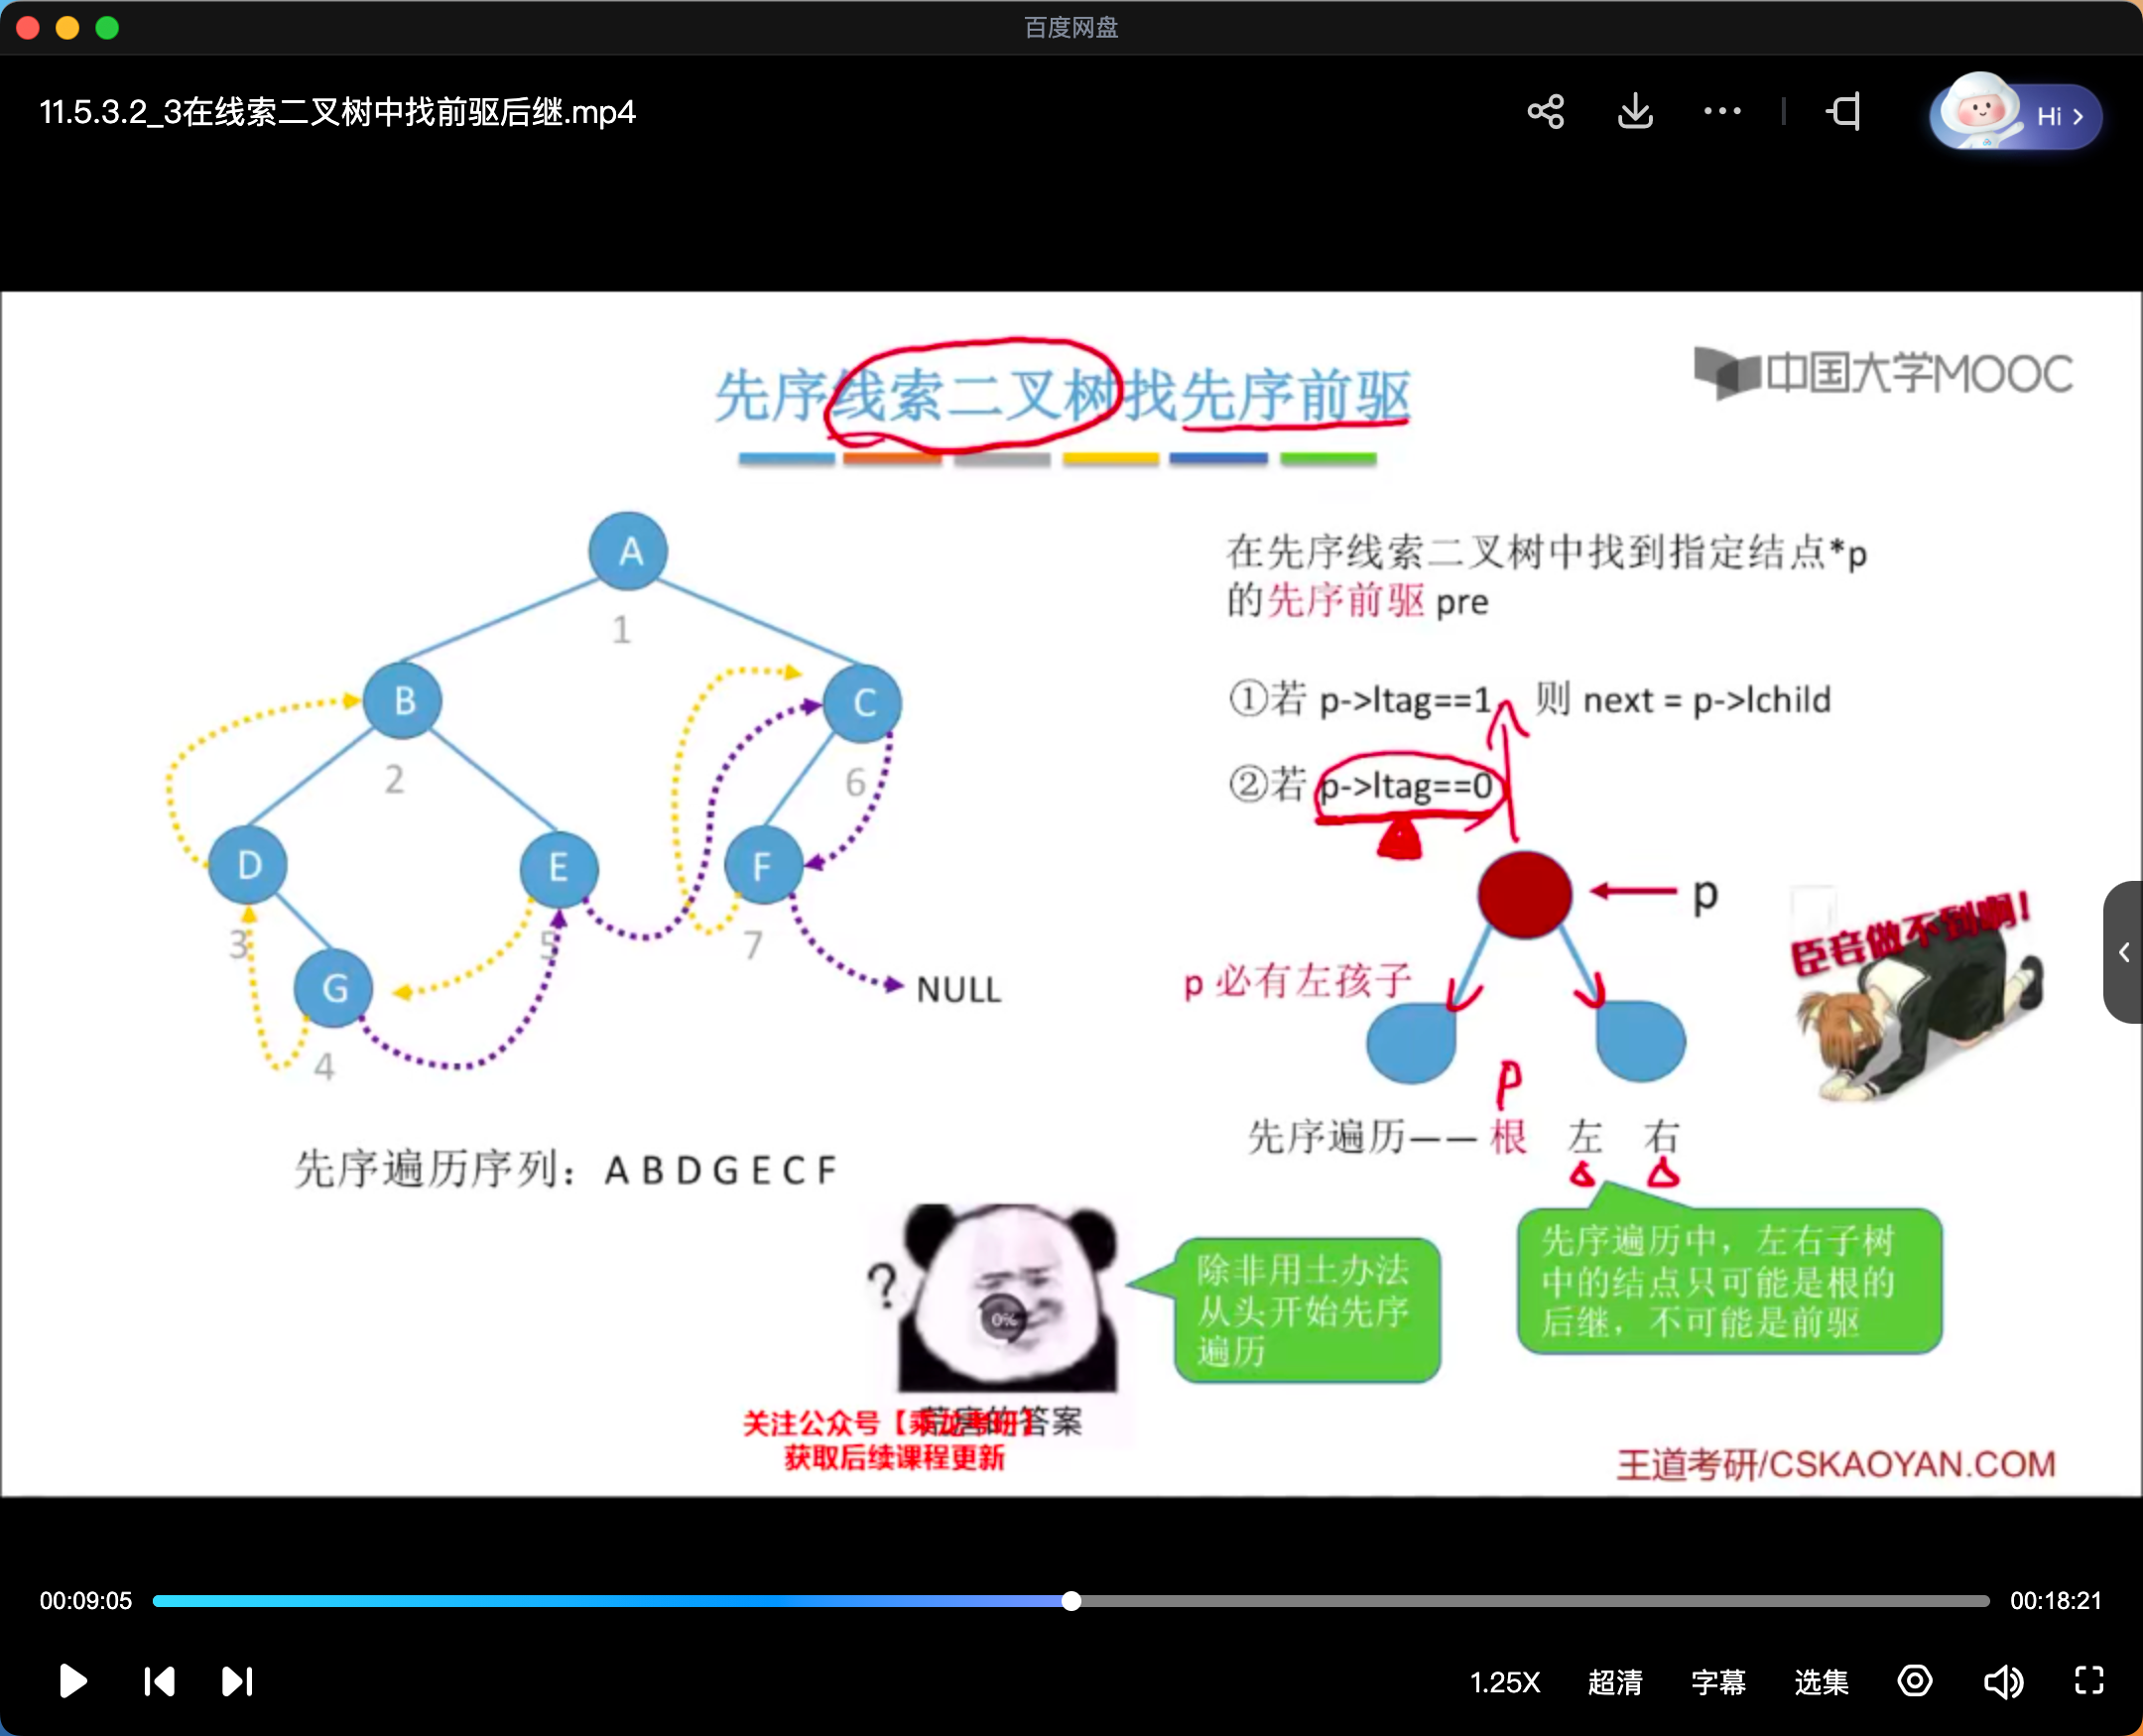 百度网盘
11.5.3.2_3在线索二叉树中找前驱后继.mp4
Hi
先序线索二叉树找先序前驱
中国大学MOOC
A
1
B
C
2
6
D
E
F
3
5
7
G
4
NULL
先序遍历序列：A B D G E C F
在先序线索二叉树中找到指定结点*p
的先序前驱 pre
①若 p->ltag==1，则 next = p->lchild
②若 p->ltag==0
p
p 必有左孩子
臣妾做不到啊！
P
先序遍历—— 根 左 右
先序遍历中，左右子树
中的结点只可能是根的
后继，不可能是前驱
?
0%
除非用土办法
从头开始先序
遍历
答案
关注公众号【乘龙考研】
获取后续课程更新
王道考研/CSKAOYAN.COM
00:09:05
00:18:21
1.25X
超清
字幕
选集